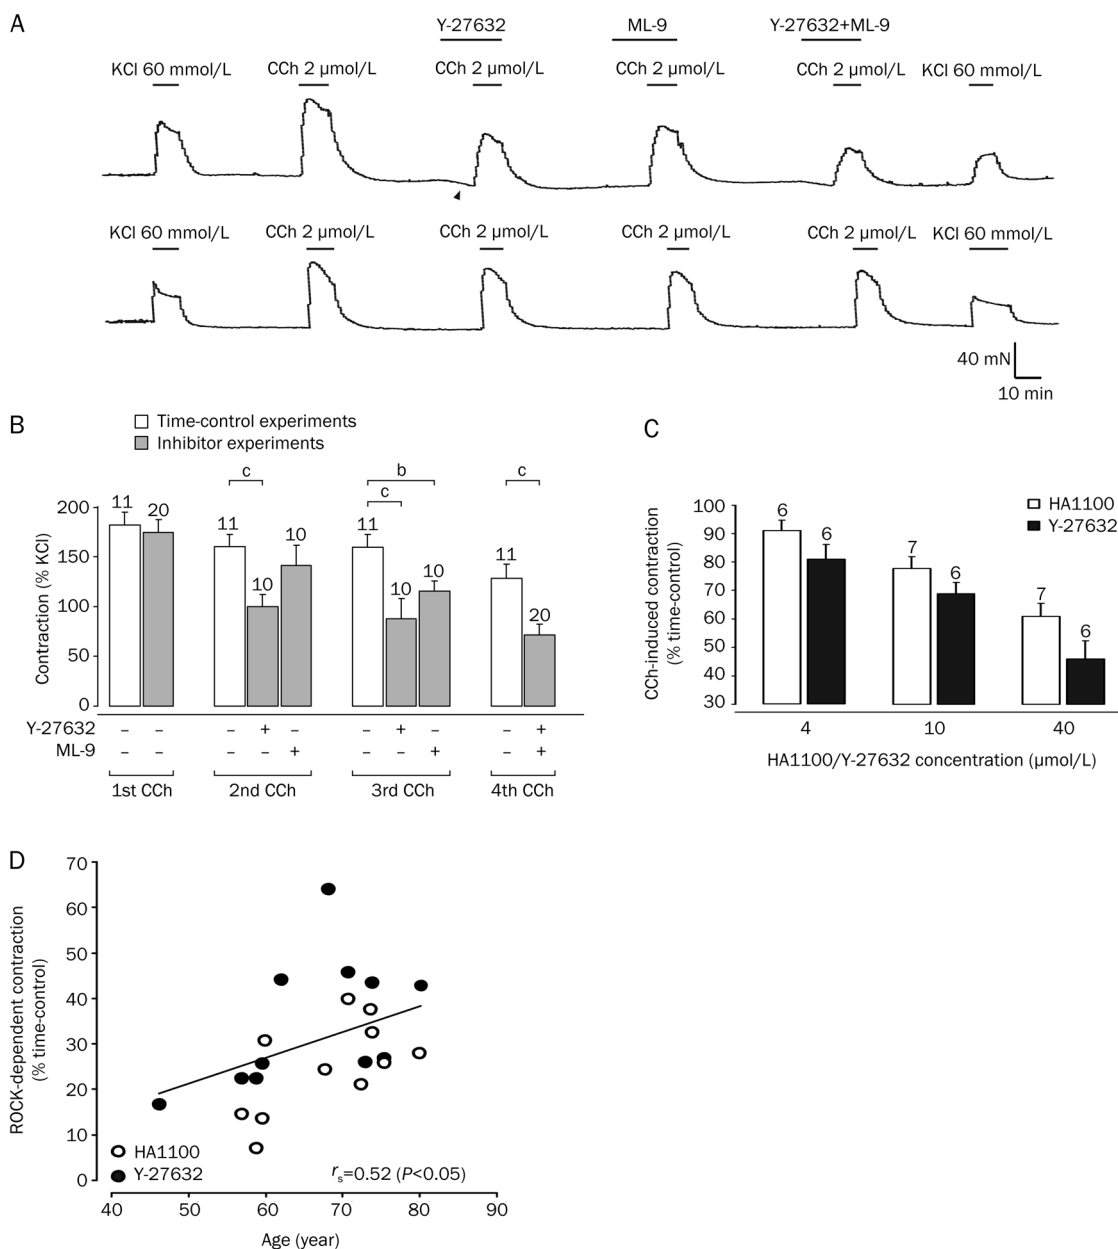 A
Y-27632 ML-9 Y-27632+ML-9
KCl 60 mmol/L CCh 2 µmol/L CCh 2 µmol/L CCh 2 µmol/L CCh 2 µmol/L KCl 60 mmol/L
KCl 60 mmol/L CCh 2 µmol/L CCh 2 µmol/L CCh 2 µmol/L CCh 2 µmol/L KCl 60 mmol/L
40 mN
10 min
B
Time-control experiments
Inhibitor experiments
c b c
c
200 150 100 50 0
Contraction (% KCl)
11 20 11 10 10 11 10 10 11 20
Y-27632 – – – + – – + – – +
ML-9 – – – – + – – + – +
1st CCh 2nd CCh 3rd CCh 4th CCh
C
HA1100
Y-27632
100 90 80 70 60 50 40 30
CCh-induced contraction
(% time-control)
6 6 7 6 7 6
4 10 40
HA1100/Y-27632 concentration (µmol/L)
D
70 60 50 40 30 20 10 0
ROCK-dependent contraction
(% time-control)
HA1100
Y-27632
rs=0.52 (P<0.05)
40 50 60 70 80 90
Age (year)